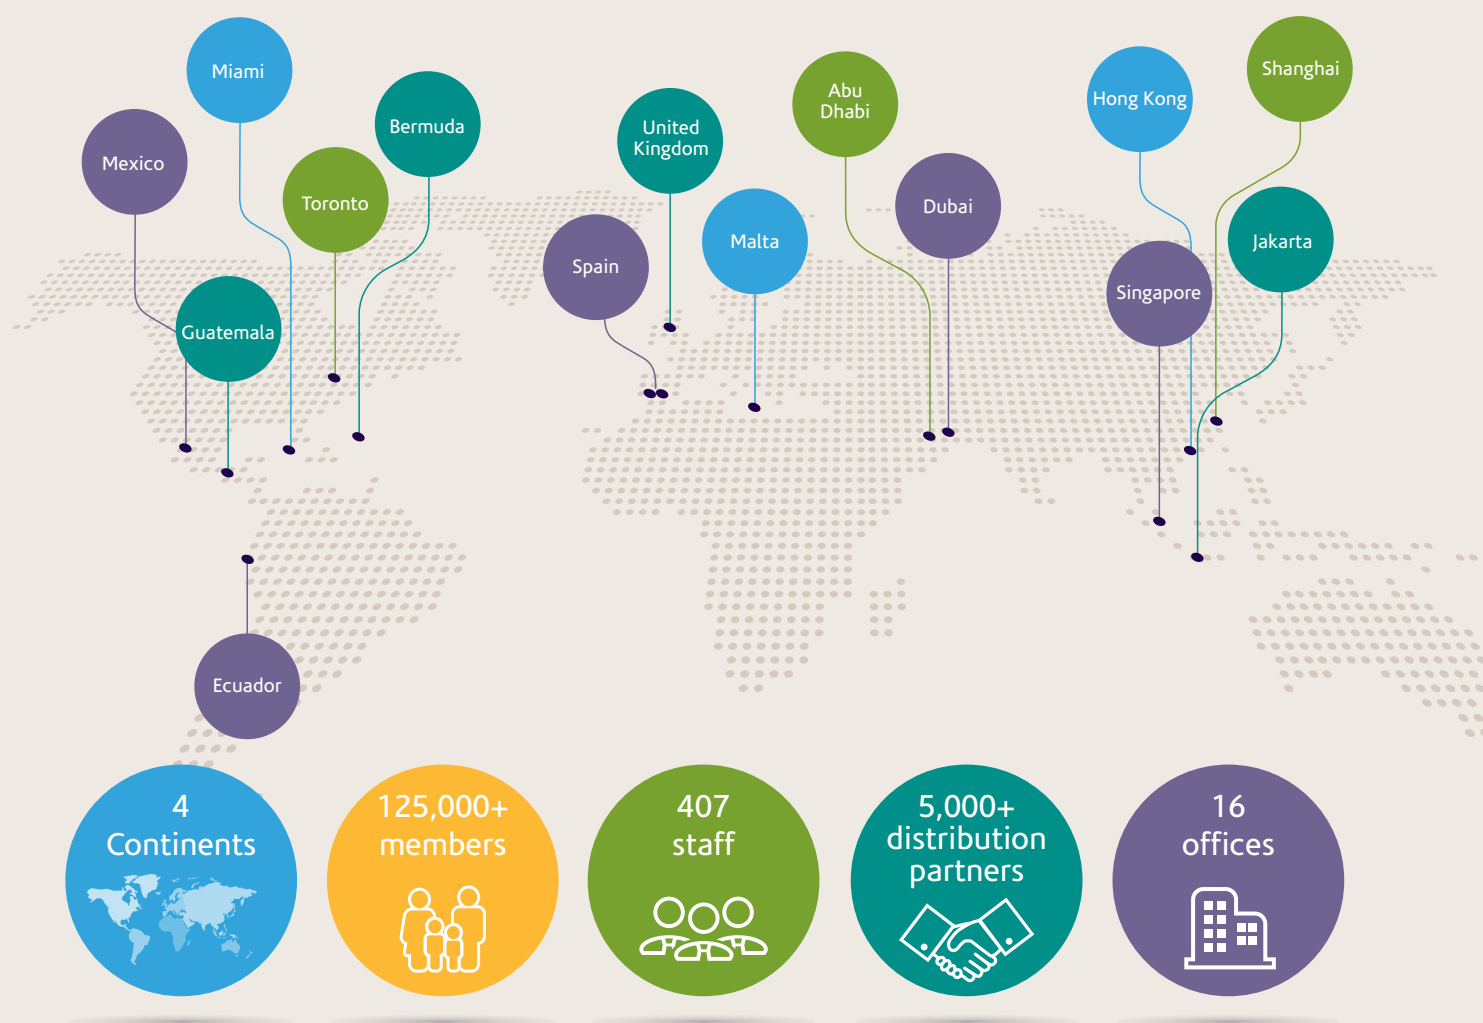 Miami
Shanghai
Abu
Dhabi
Hong Kong
Bermuda
United
Kingdom
Mexico
Toronto
Dubai
Malta
Jakarta
Spain
Singapore
Guatemala
Ecuador
4
Continents
125,000+
members
407
staff
5,000+
distribution
partners
16
offices